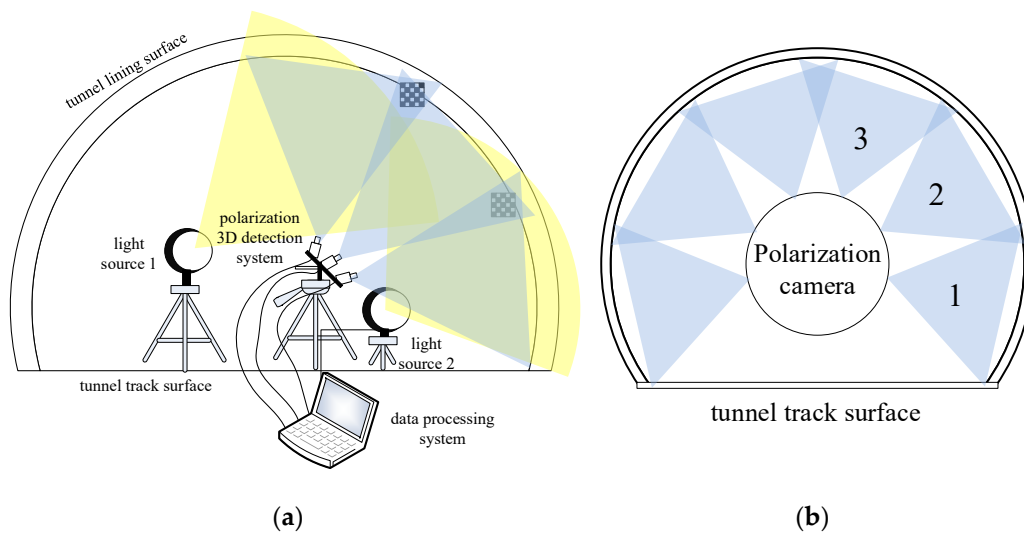 tunnel lining surface
polarization
3D detection
system
light
source 1
light
source 2
tunnel track surface
data processing
system
(a)
3
2
Polarization
camera
1
tunnel track surface
(b)